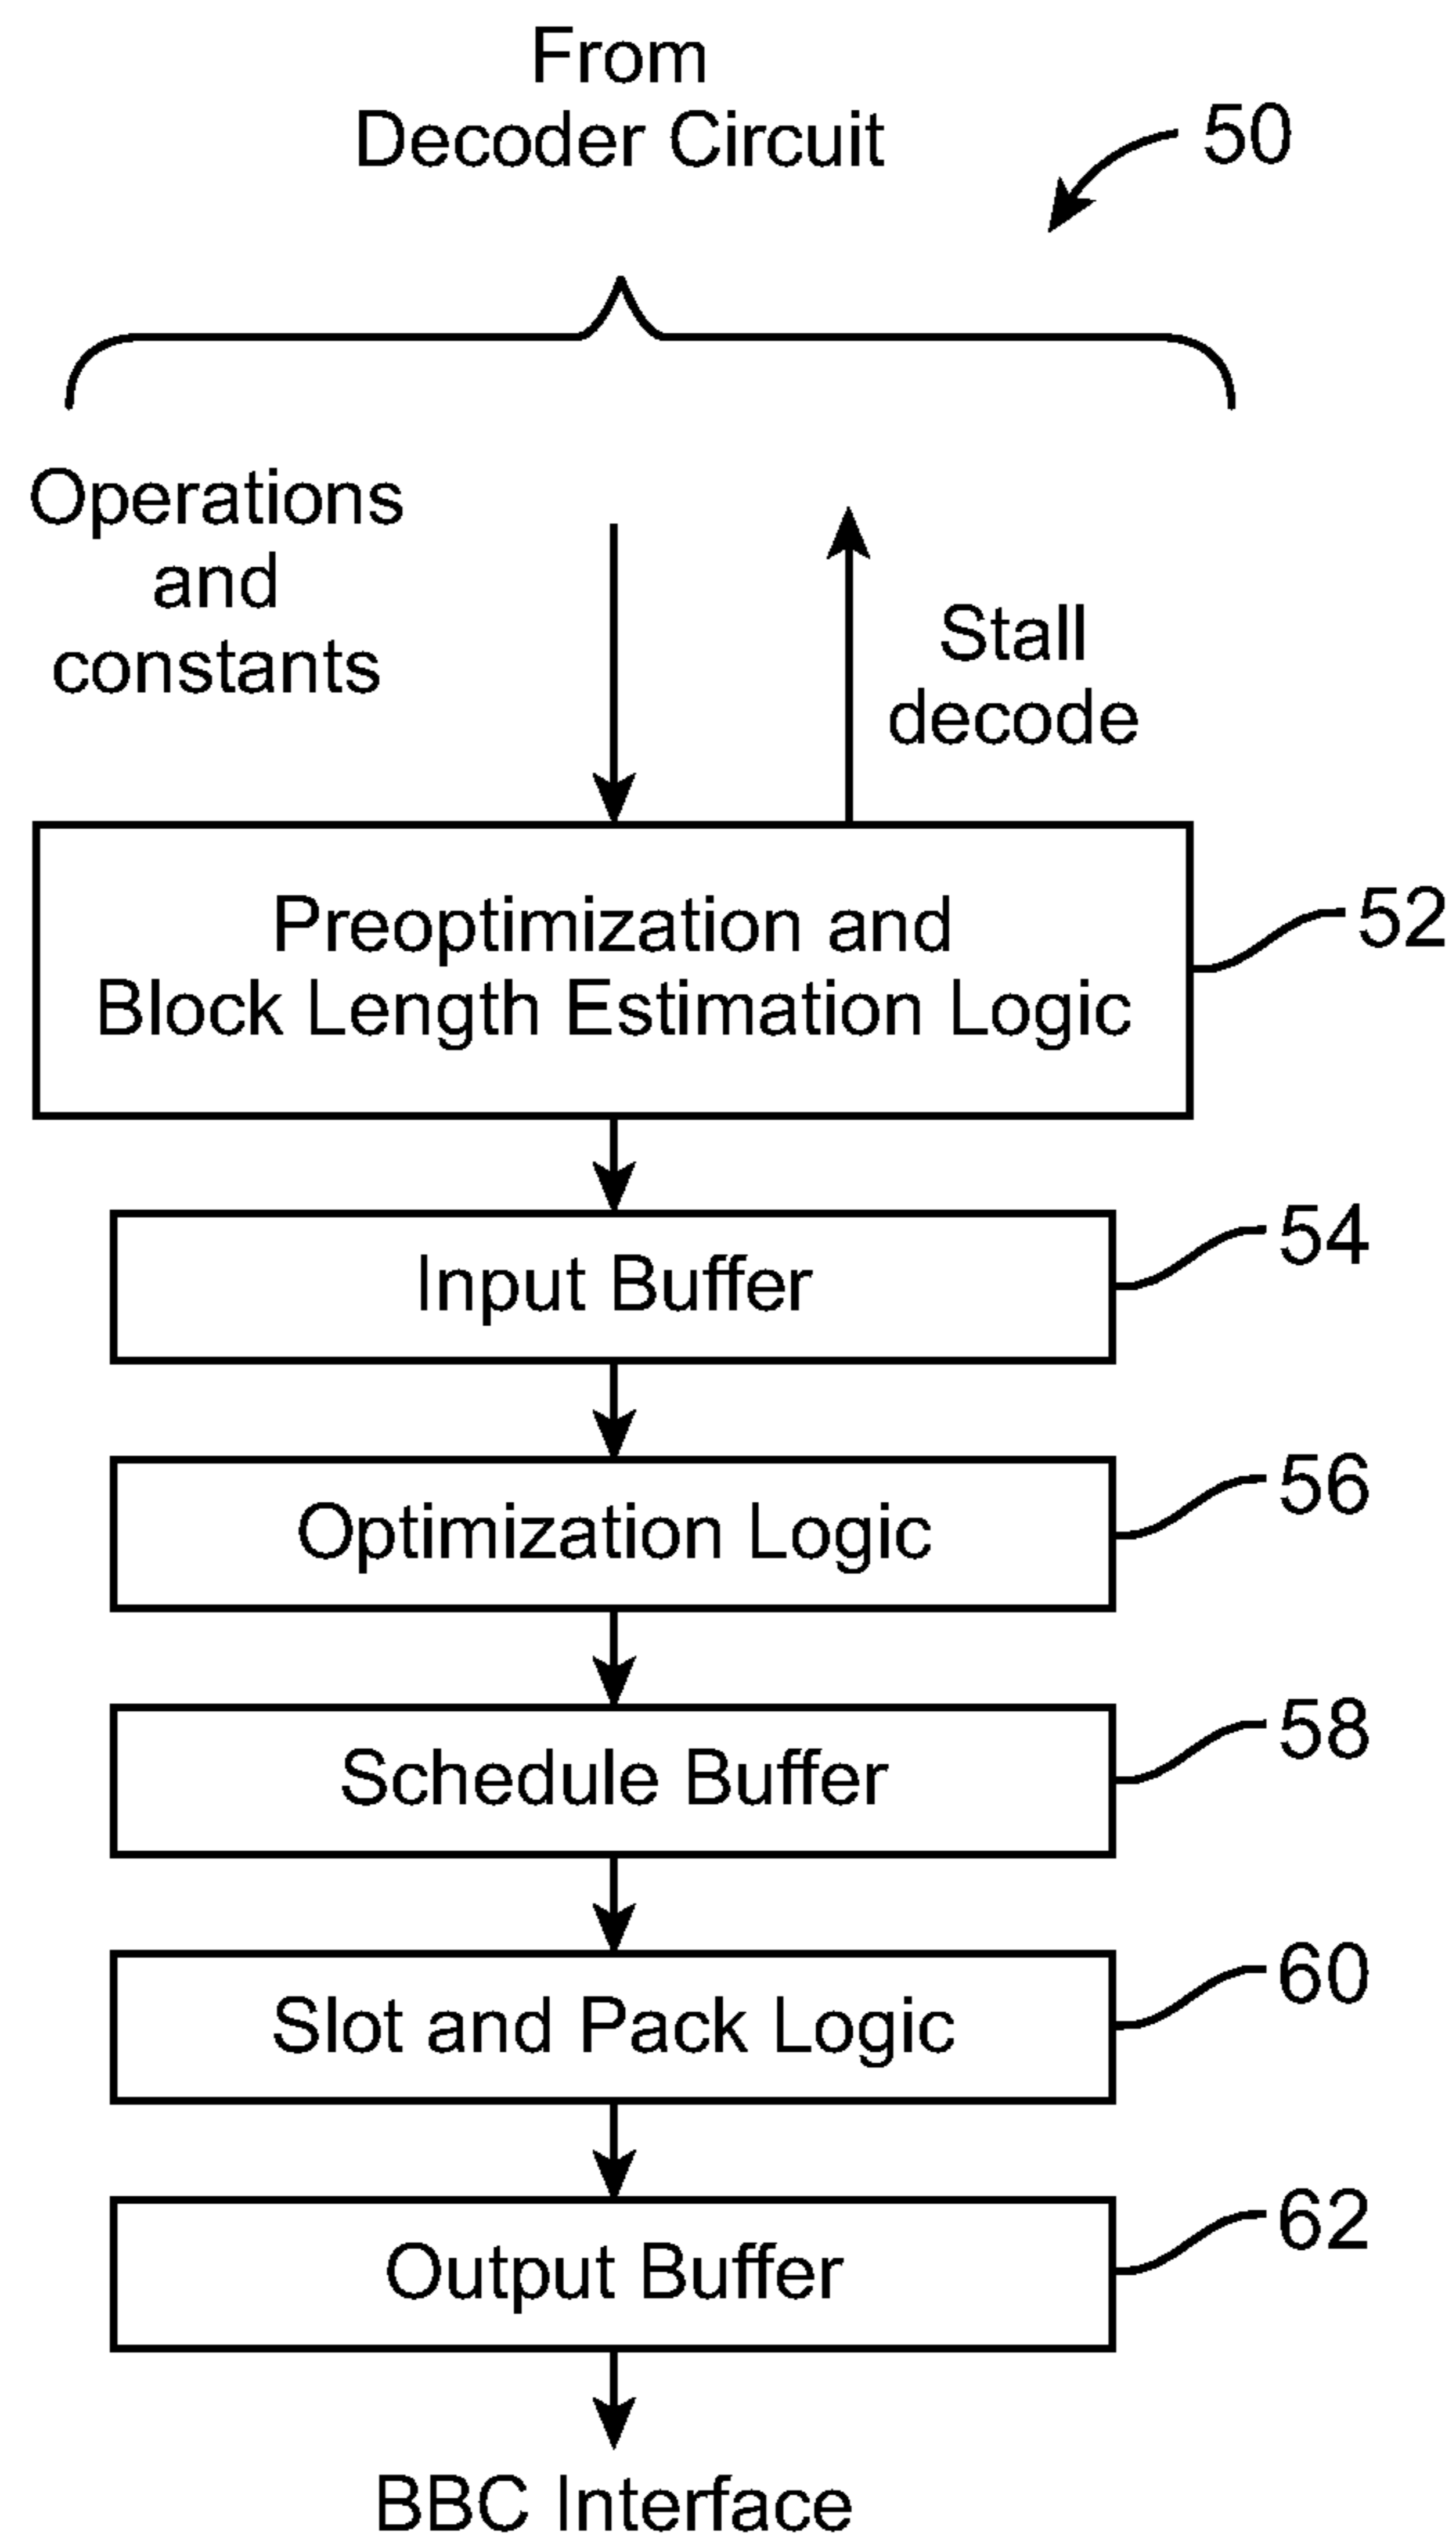 From
Decoder Circuit
50
Operations
and
constants
Stall
decode
Preoptimization and
Block Length Estimation Logic
52
Input Buffer
54
Optimization Logic
56
Schedule Buffer
58
Slot and Pack Logic
60
Output Buffer
62
BBC Interface